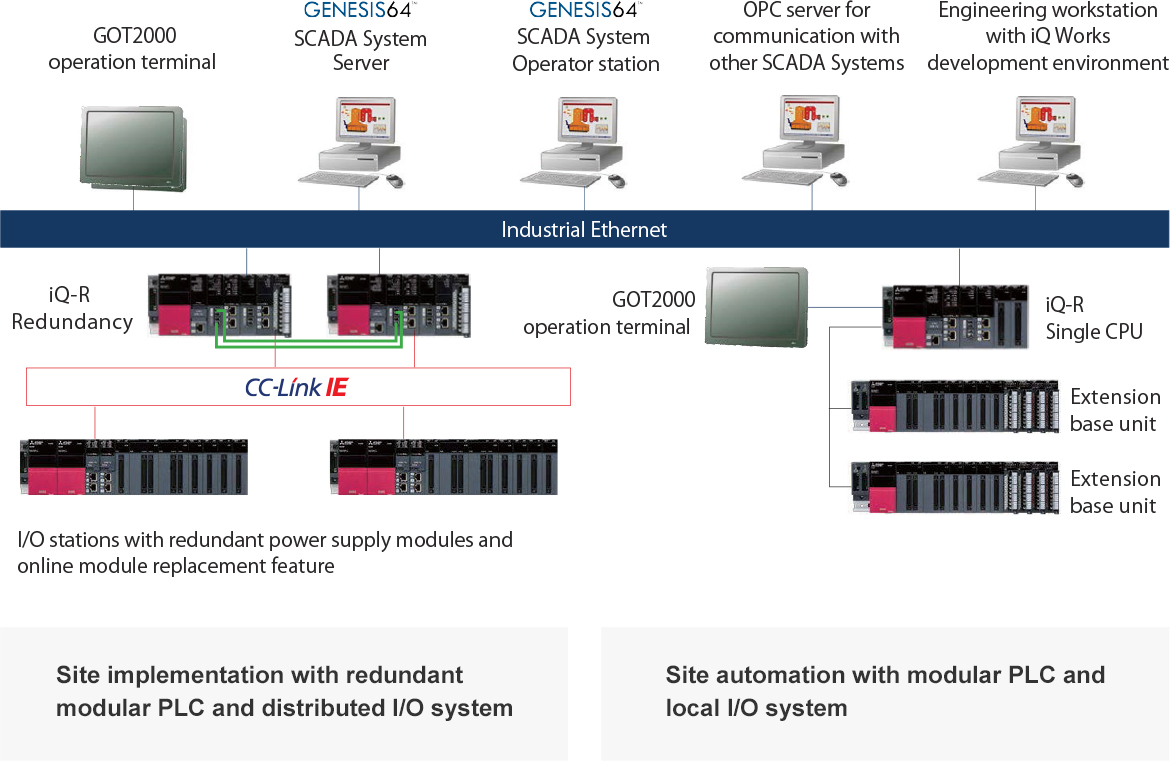 GOT2000
operation terminal
GENESIS64™
SCADA System
Server
GENESIS64™
SCADA System
Operator station
OPC server for
communication with
other SCADA Systems
Engineering workstation
with iQ Works
development environment
Industrial Ethernet
iQ-R
Redundancy
GOT2000
operation terminal
iQ-R
Single CPU
CC-Link IE
Extension
base unit
Extension
base unit
I/O stations with redundant power supply modules and
online module replacement feature
Site implementation with redundant
modular PLC and distributed I/O system
Site automation with modular PLC and
local I/O system